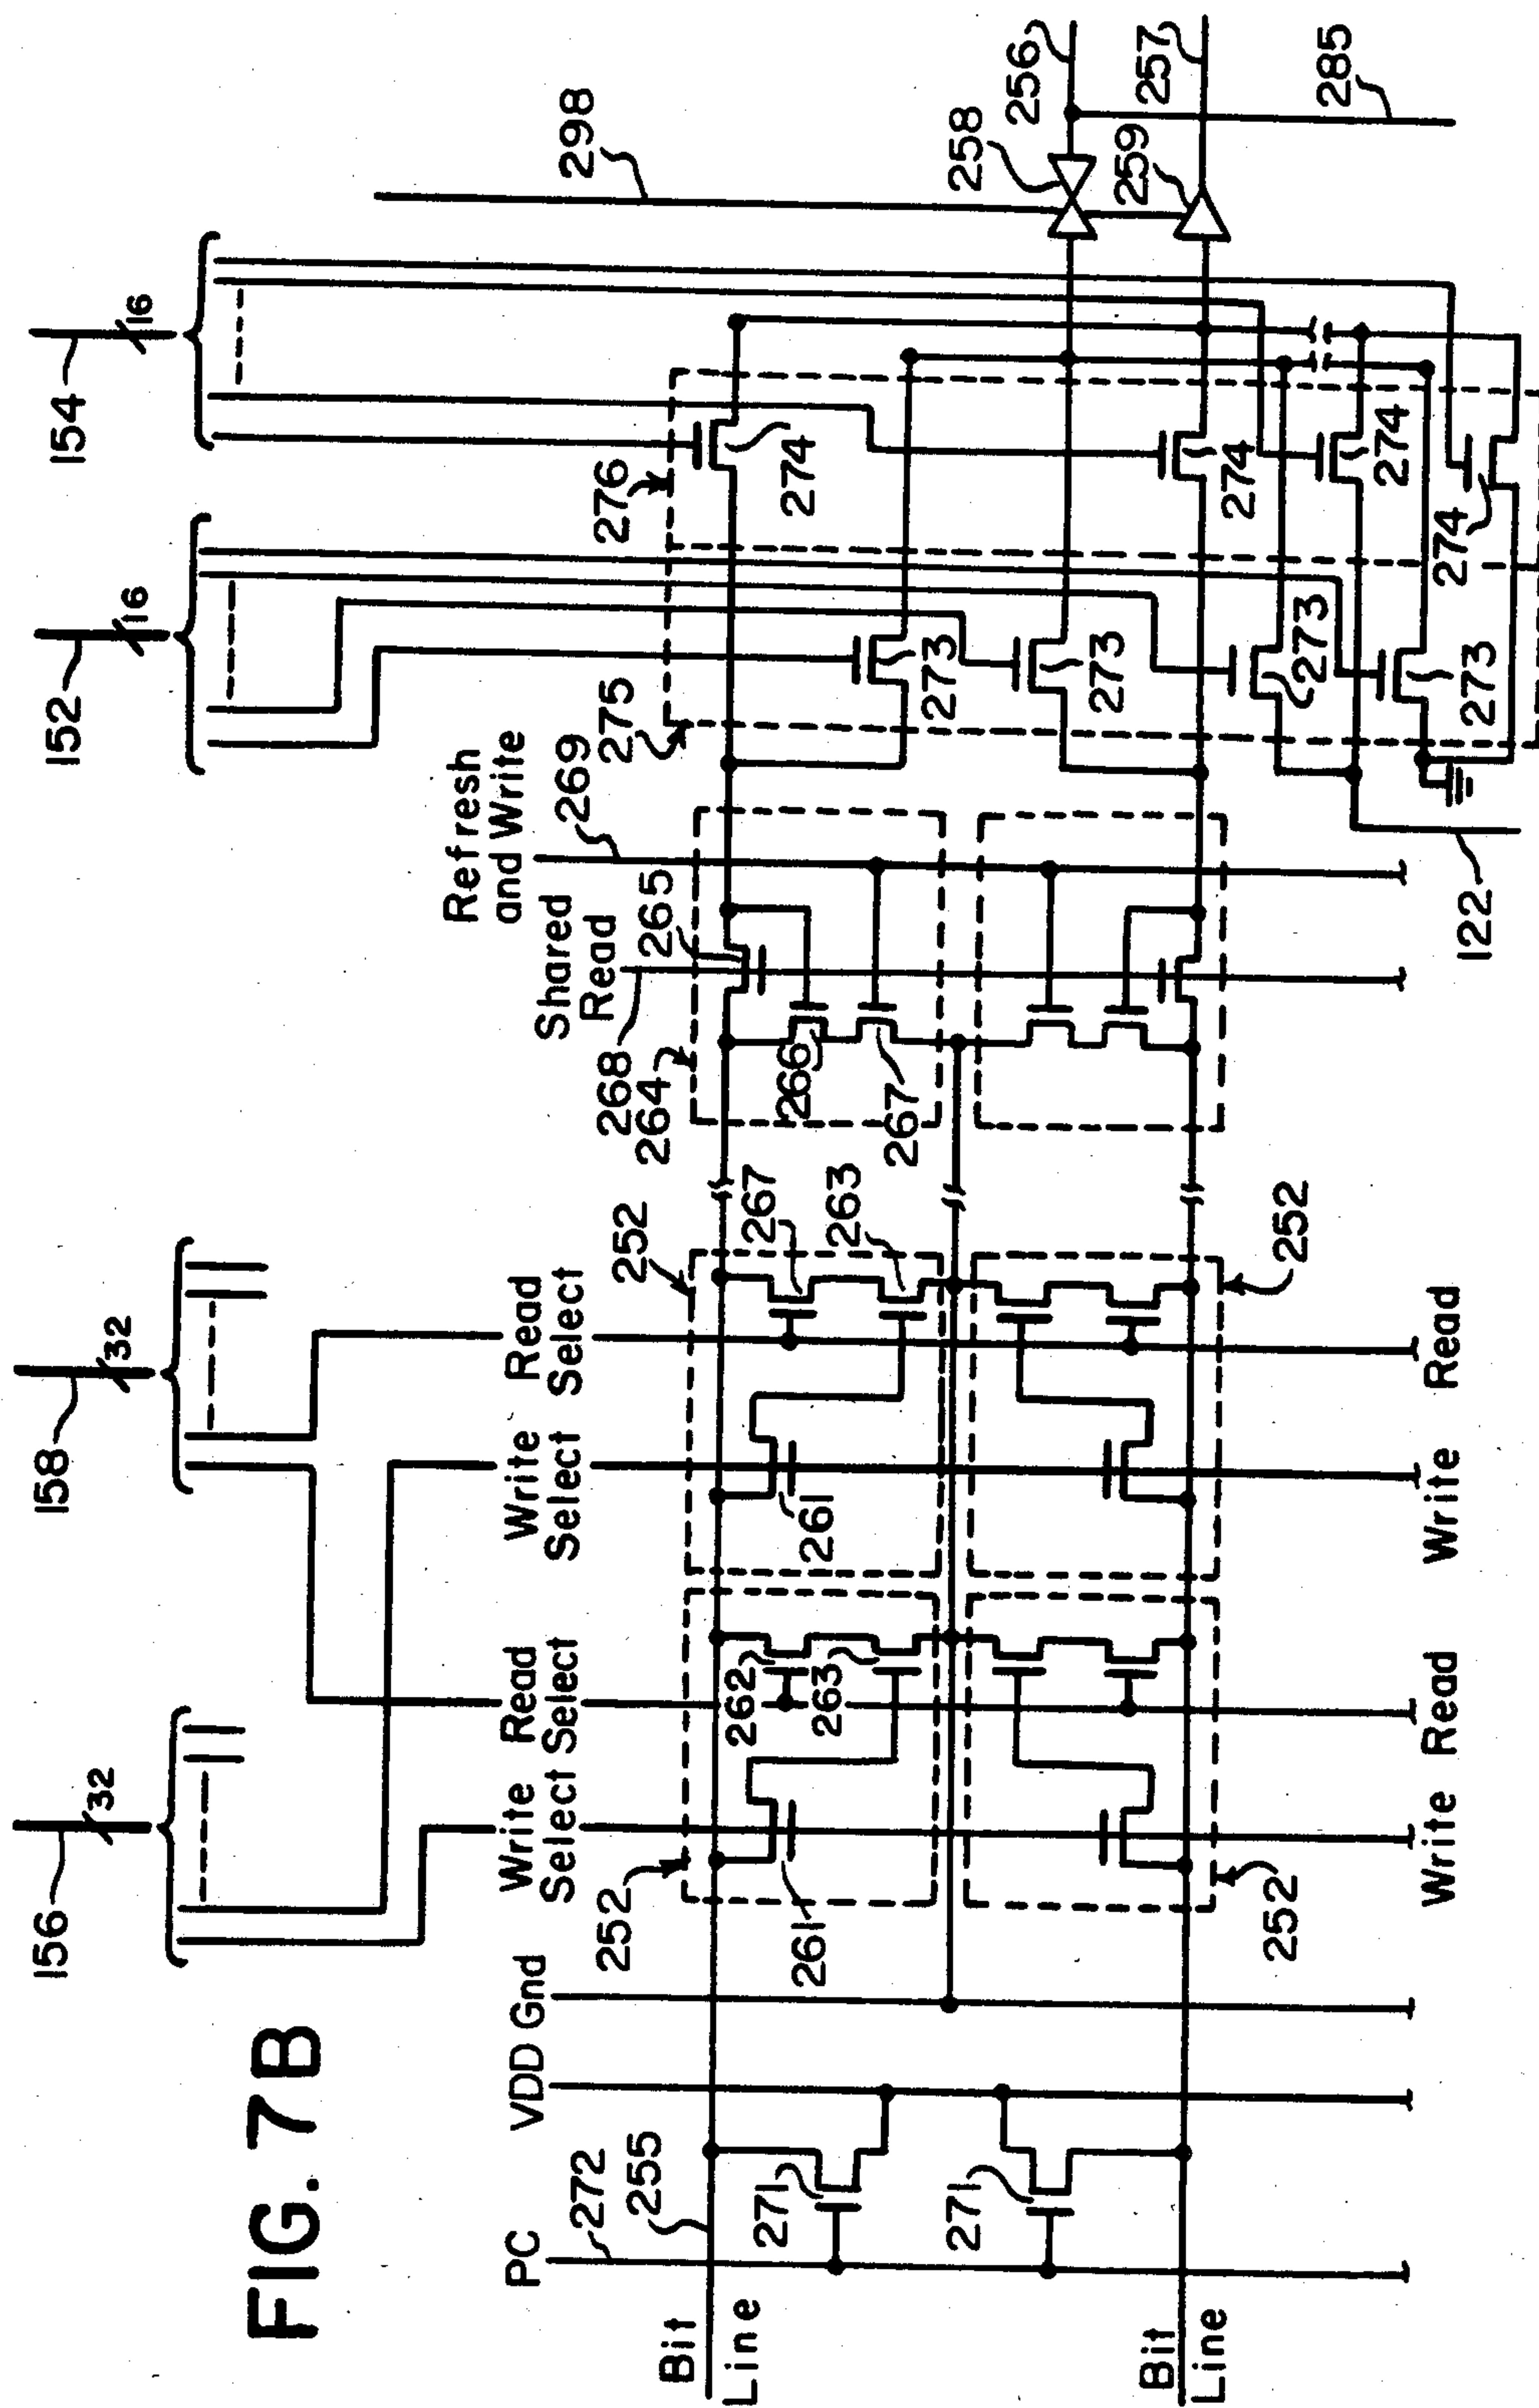 FIG. 7B
156
32
158
32
152
16
154
16
298
PC
272
255
VDD
Gnd
Write
Select
Read
Select
Write
Select
Read
Select
Shared
Read
268
264
265
Refresh
and Write
269
275
276
252
252
Bit
Line
271
271
261
262
263
261
267
263
266
267
273
273
273
273
274
274
274
274
258
256
259
257
285
Bit
Line
252
252
122
Write
Read
Write
Read